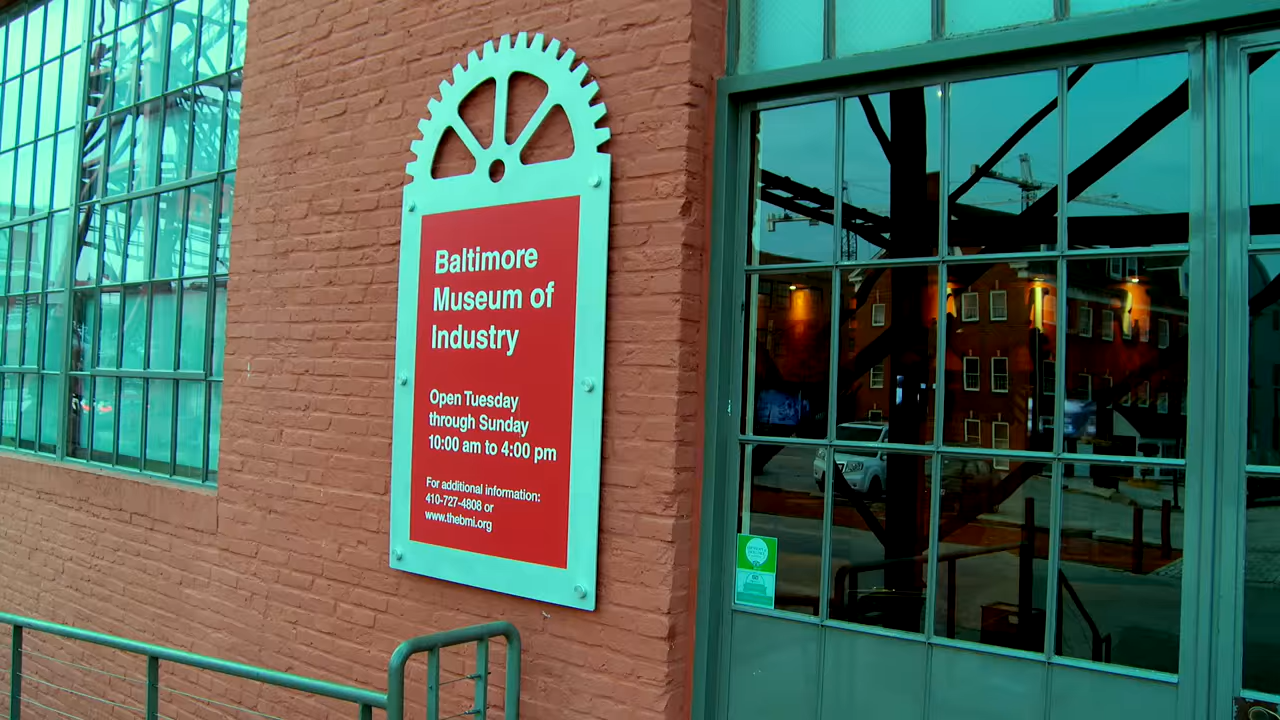 Baltimore
Museum of
Industry
Open Tuesday
through Sunday
10:00 am to 4:00 pm
For additional information:
410-727-4808 or
www.thebmi.org